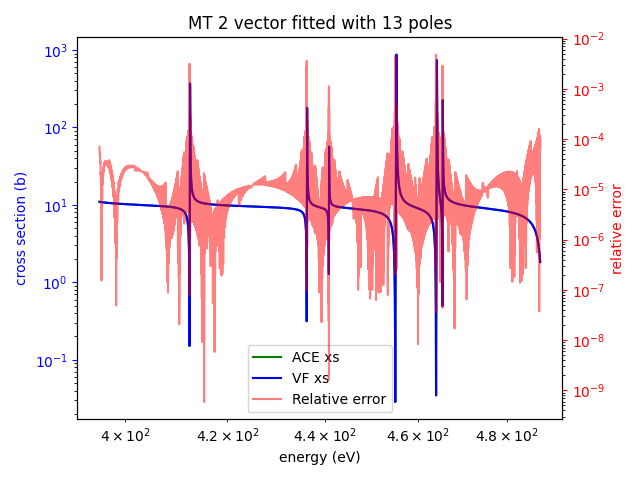 MT 2 vector fitted with 13 poles
10³
10²
10¹
10⁰
10⁻¹
cross section (b)
10⁻²
10⁻³
10⁻⁴
10⁻⁵
10⁻⁶
10⁻⁷
10⁻⁸
10⁻⁹
relative error
ACE xs
VF xs
Relative error
4 × 10² 4.2 × 10² 4.4 × 10² 4.6 × 10² 4.8 × 10²
energy (eV)